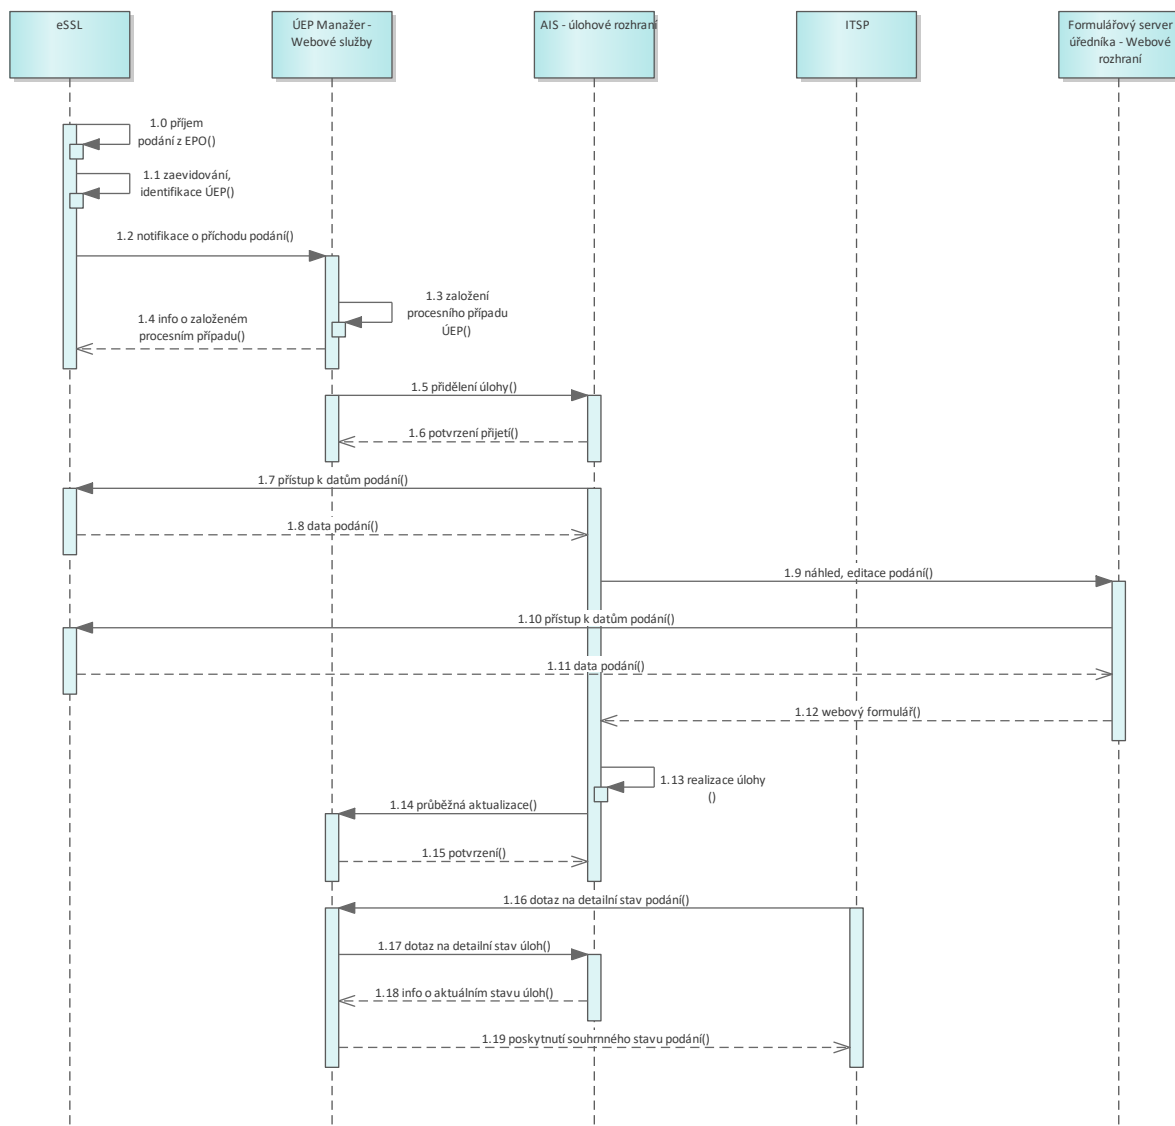 eSSL
ÚEP Manažer -
Webové služby
AIS - úlohové rozhraní
ITSP
Formulářový server
úředníka - Webové
rozhraní
1.0 příjem
podání z EPO()
1.1 zaevidování,
identifikace ÚEP()
1.2 notifikace o příchodu podání()
1.3 založení
procesního případu
ÚEP()
1.4 info o založeném
procesním případu()
1.5 přidělení úlohy()
1.6 potvrzení přijetí()
1.7 přístup k datům podání()
1.8 data podání()
1.9 náhled, editace podání()
1.10 přístup k datům podání()
1.11 data podání()
1.12 webový formulář()
1.13 realizace úlohy
()
1.14 průběžná aktualizace()
1.15 potvrzení()
1.16 dotaz na detailní stav podání()
1.17 dotaz na detailní stav úloh()
1.18 info o aktuálním stavu úloh()
1.19 poskytnutí souhrnného stavu podání()